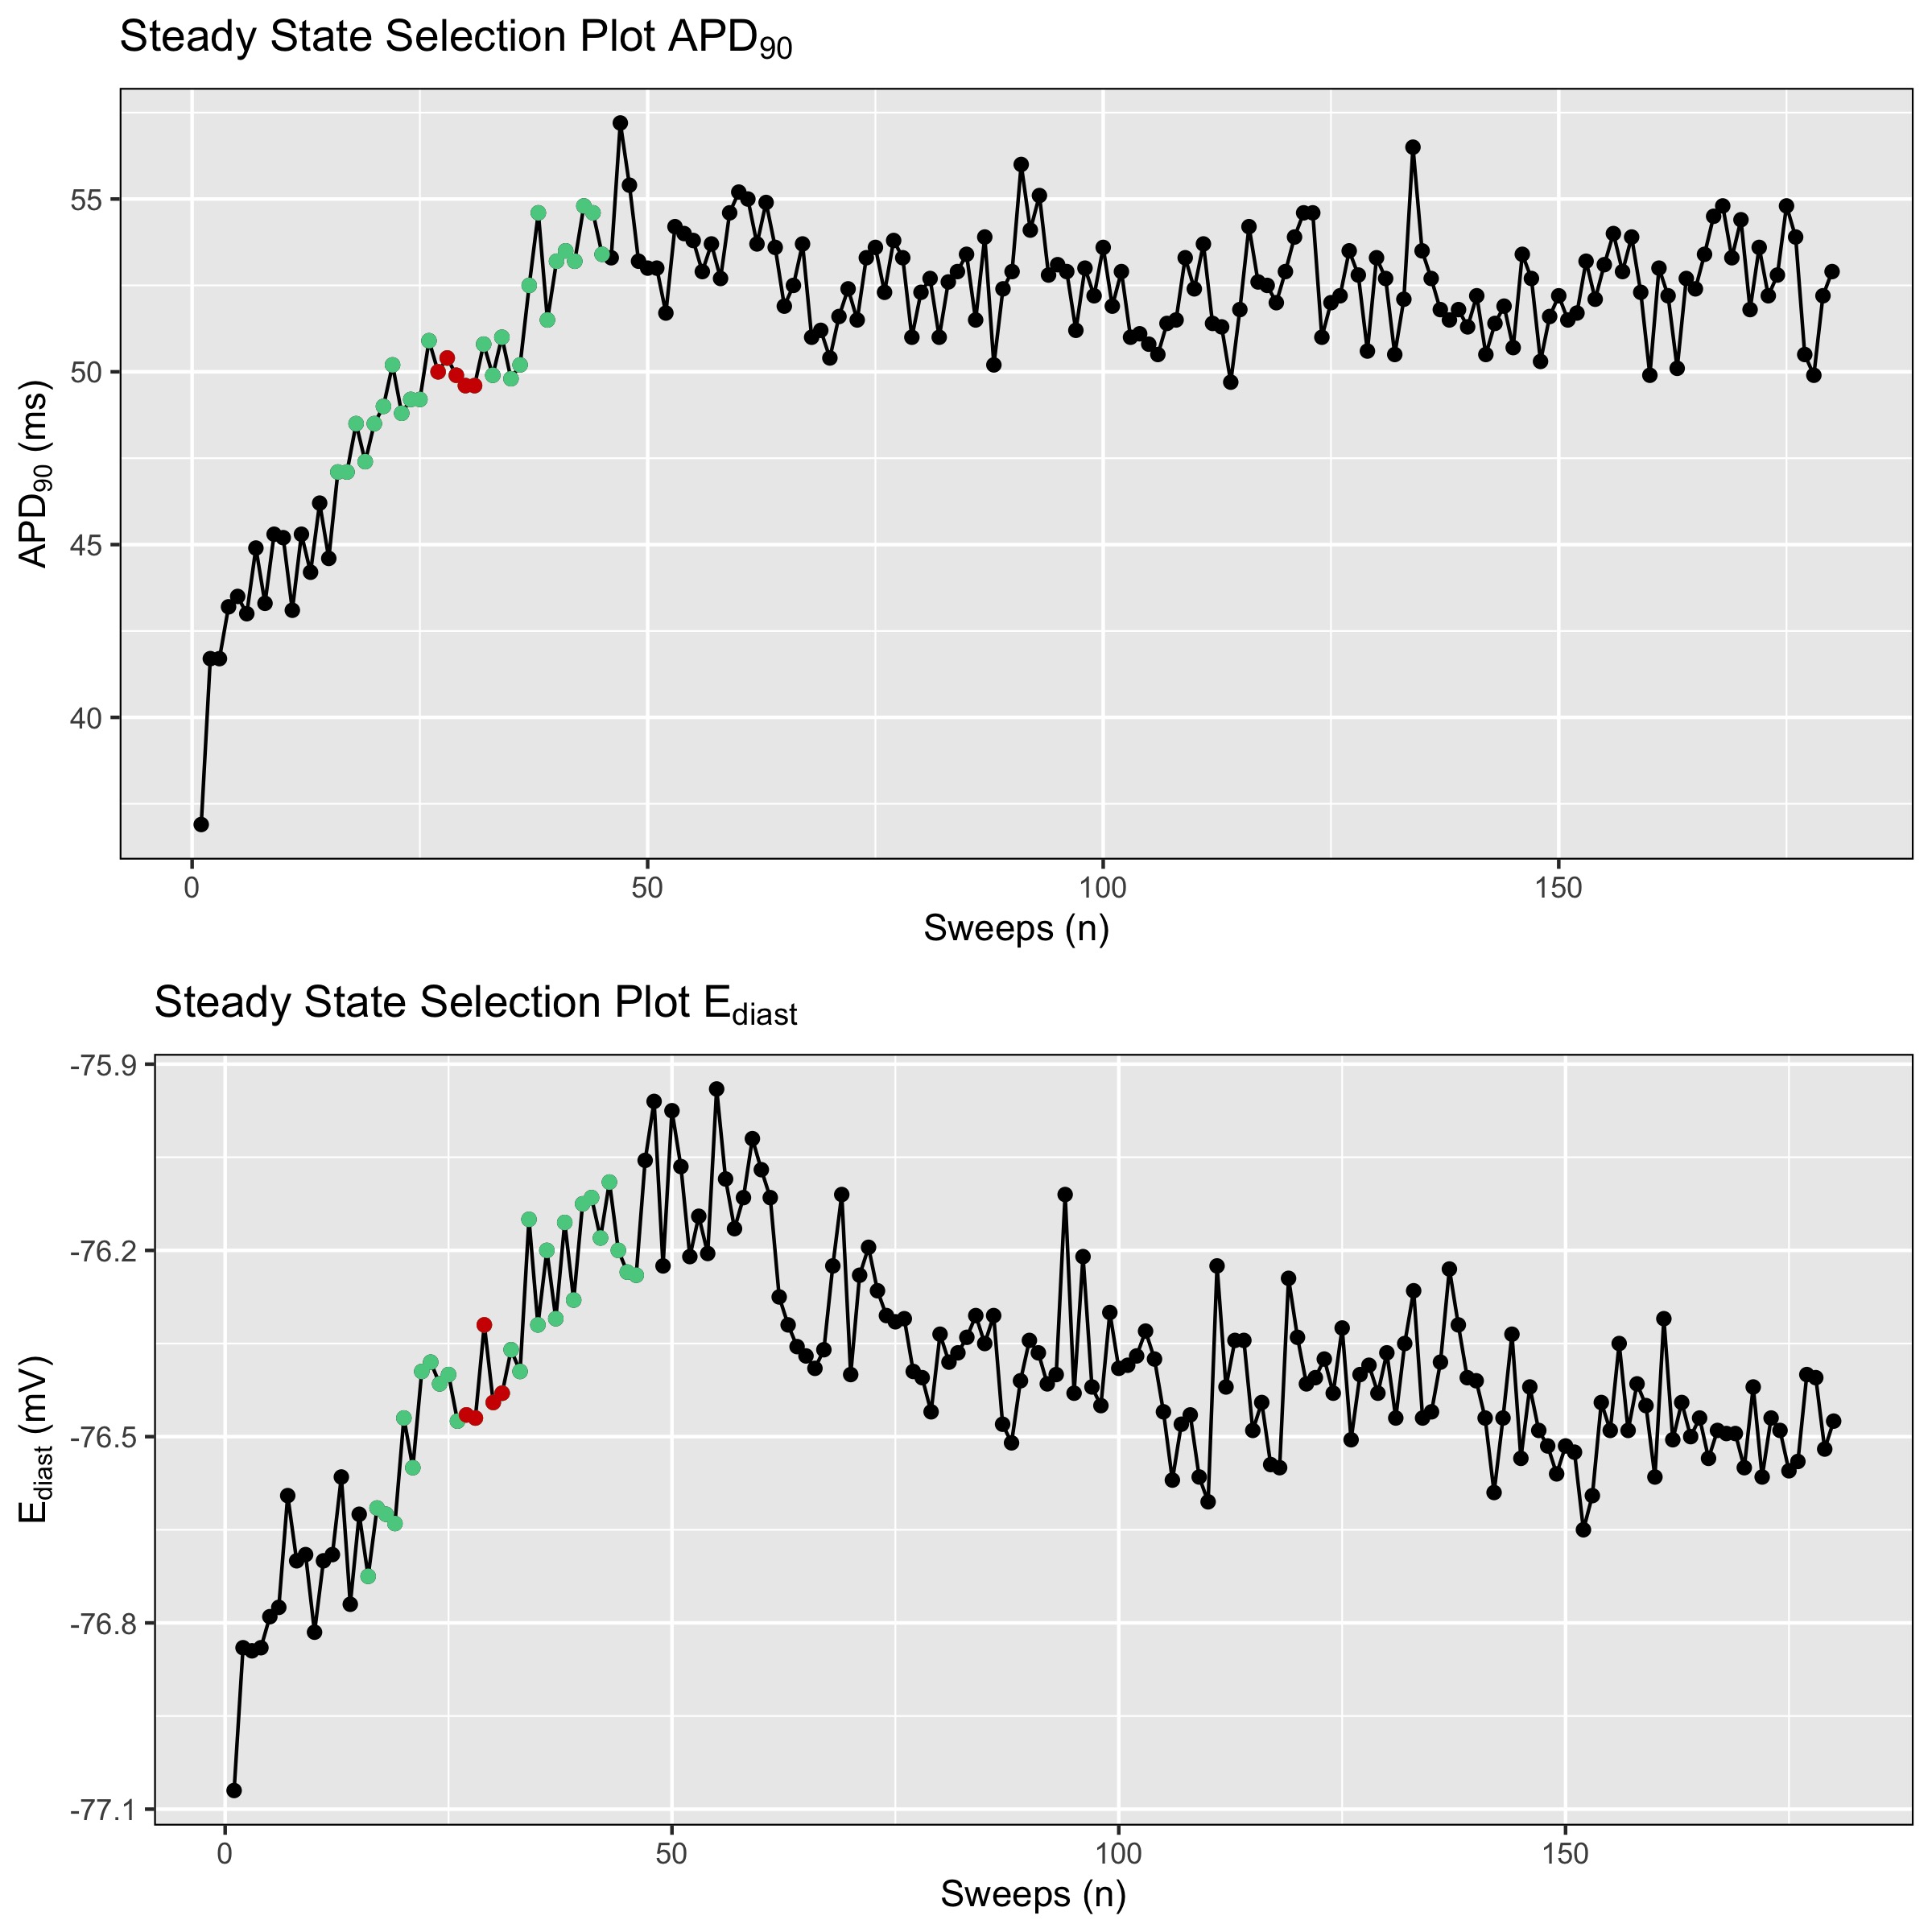 Steady State Selection Plot APD90
55
50
45
40
APD90 (ms)
0 50 100 150
Sweeps (n)
Steady State Selection Plot Ediast
-75.9
-76.2
-76.5
-76.8
-77.1
Ediast (mV)
0 50 100 150
Sweeps (n)